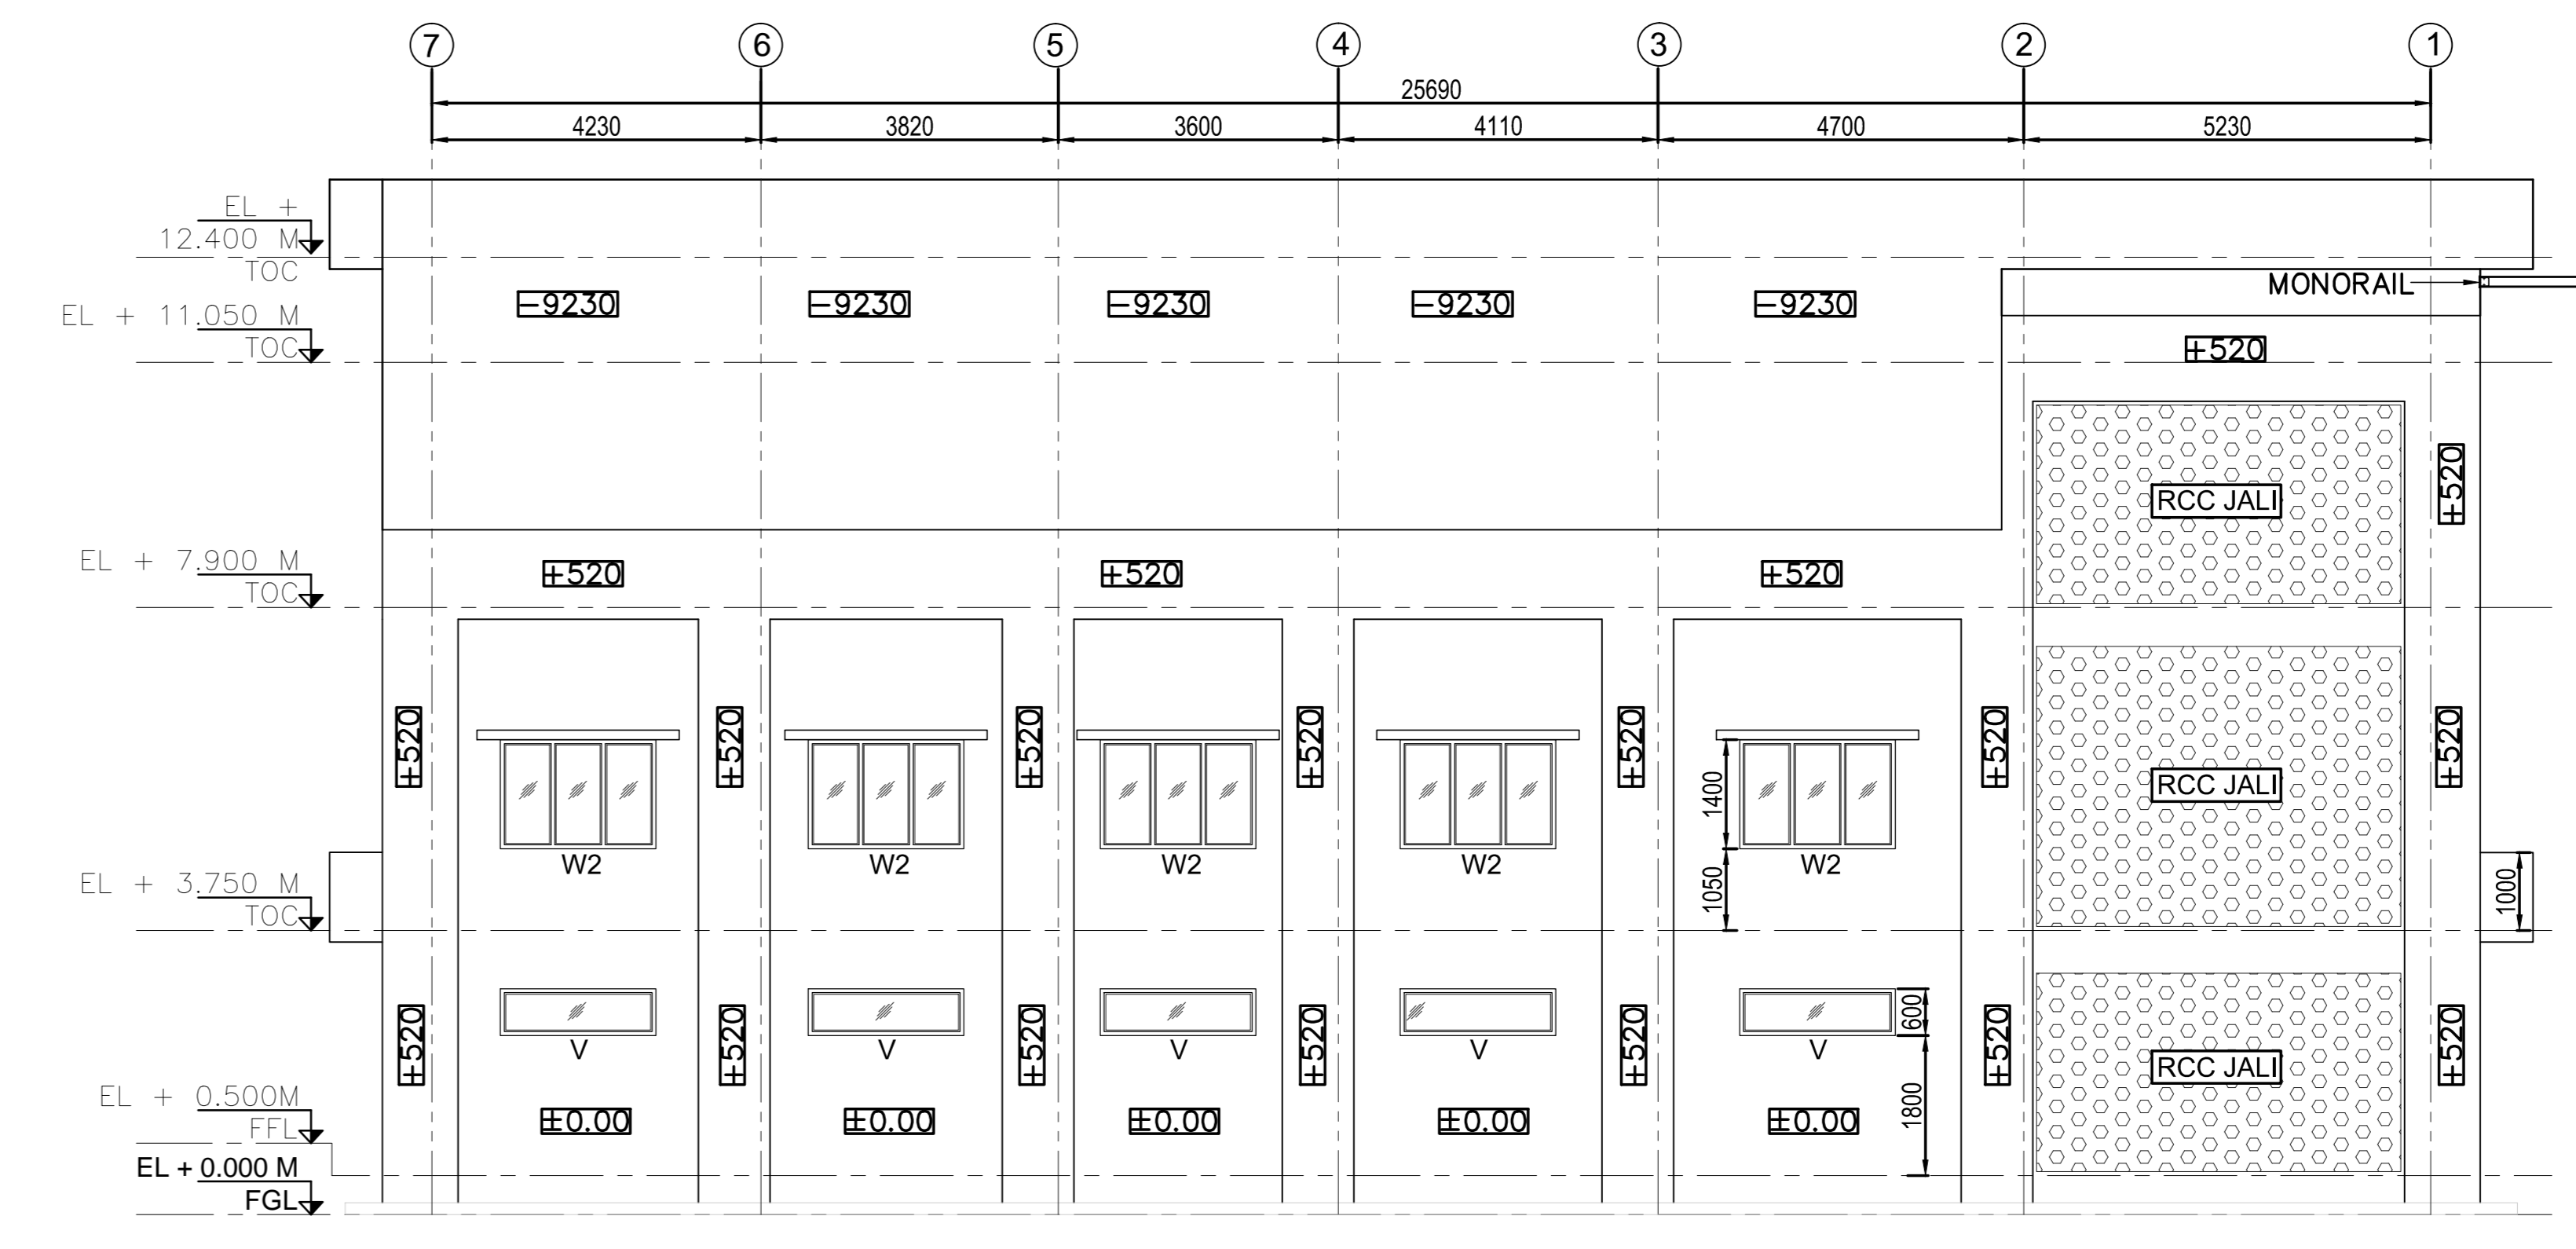 7 6 5 4 3 2 1
25690
4230 3820 3600 4110 4700 5230
EL +
12.400 M
TOC
MONORAIL
-9230 -9230 -9230 -9230 -9230
EL + 11.050 M
TOC
+520
+520
RCC JALI
EL + 7.900 M
TOC
+520 +520 +520
+520 +520 +520 +520 +520 +520 +520
RCC JALI
1400
W2 W2 W2 W2 W2
1050
1000
EL + 3.750 M
TOC
600
+520 +520 +520 +520 +520 +520 +520
V V V V V
RCC JALI
1800
EL + 0.500M
FFL
±0.00 ±0.00 ±0.00 ±0.00 ±0.00
EL + 0.000 M
FGL